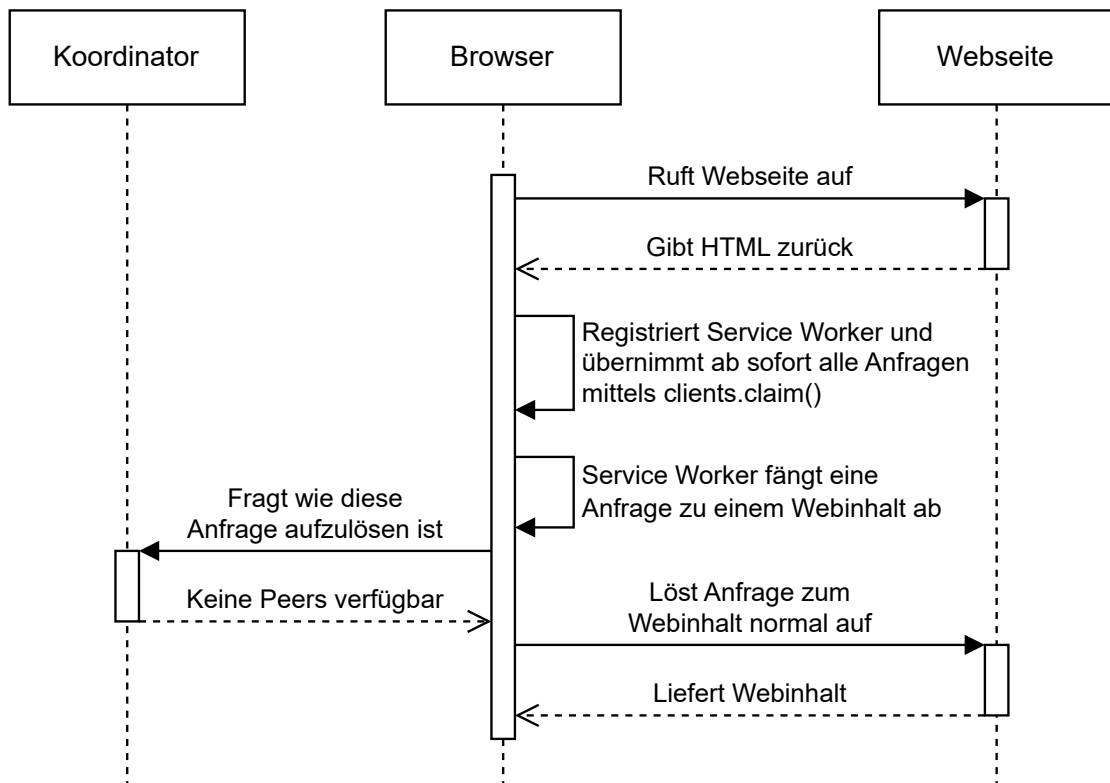 Koordinator
Browser
Webseite
Ruft Webseite auf
Gibt HTML zurück
Registriert Service Worker und
übernimmt ab sofort alle Anfragen
mittels clients.claim()
Service Worker fängt eine
Anfrage zu einem Webinhalt ab
Fragt wie diese
Anfrage aufzulösen ist
Keine Peers verfügbar
Löst Anfrage zum
Webinhalt normal auf
Liefert Webinhalt